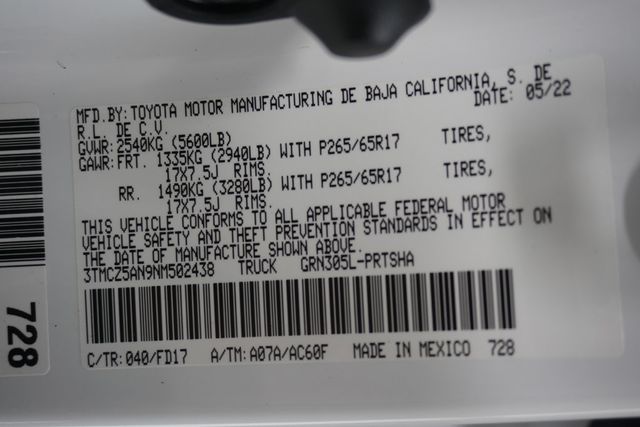 MFD.BY:TOYOTA MOTOR MANUFACTURING DE BAJA CALIFORNIA, S. DE
R.L. DE C.V. DATE: 05/22
GVWR: 2540KG (5600LB)
GAWR: FRT. 1335KG (2940LB) WITH P265/65R17 TIRES,
17X7.5J RIMS.
RR. 1490KG (3280LB) WITH P265/65R17 TIRES,
17X7.5J RIMS.
THIS VEHICLE CONFORMS TO ALL APPLICABLE FEDERAL MOTOR
VEHICLE SAFETY AND THEFT PREVENTION STANDARDS IN EFFECT ON
THE DATE OF MANUFACTURE SHOWN ABOVE.
3TMCZ5AN9NM502438 TRUCK GRN305L-PRTSHA
C/TR: 040/FD17 A/TM: A07A/AC60F MADE IN MEXICO 728
728